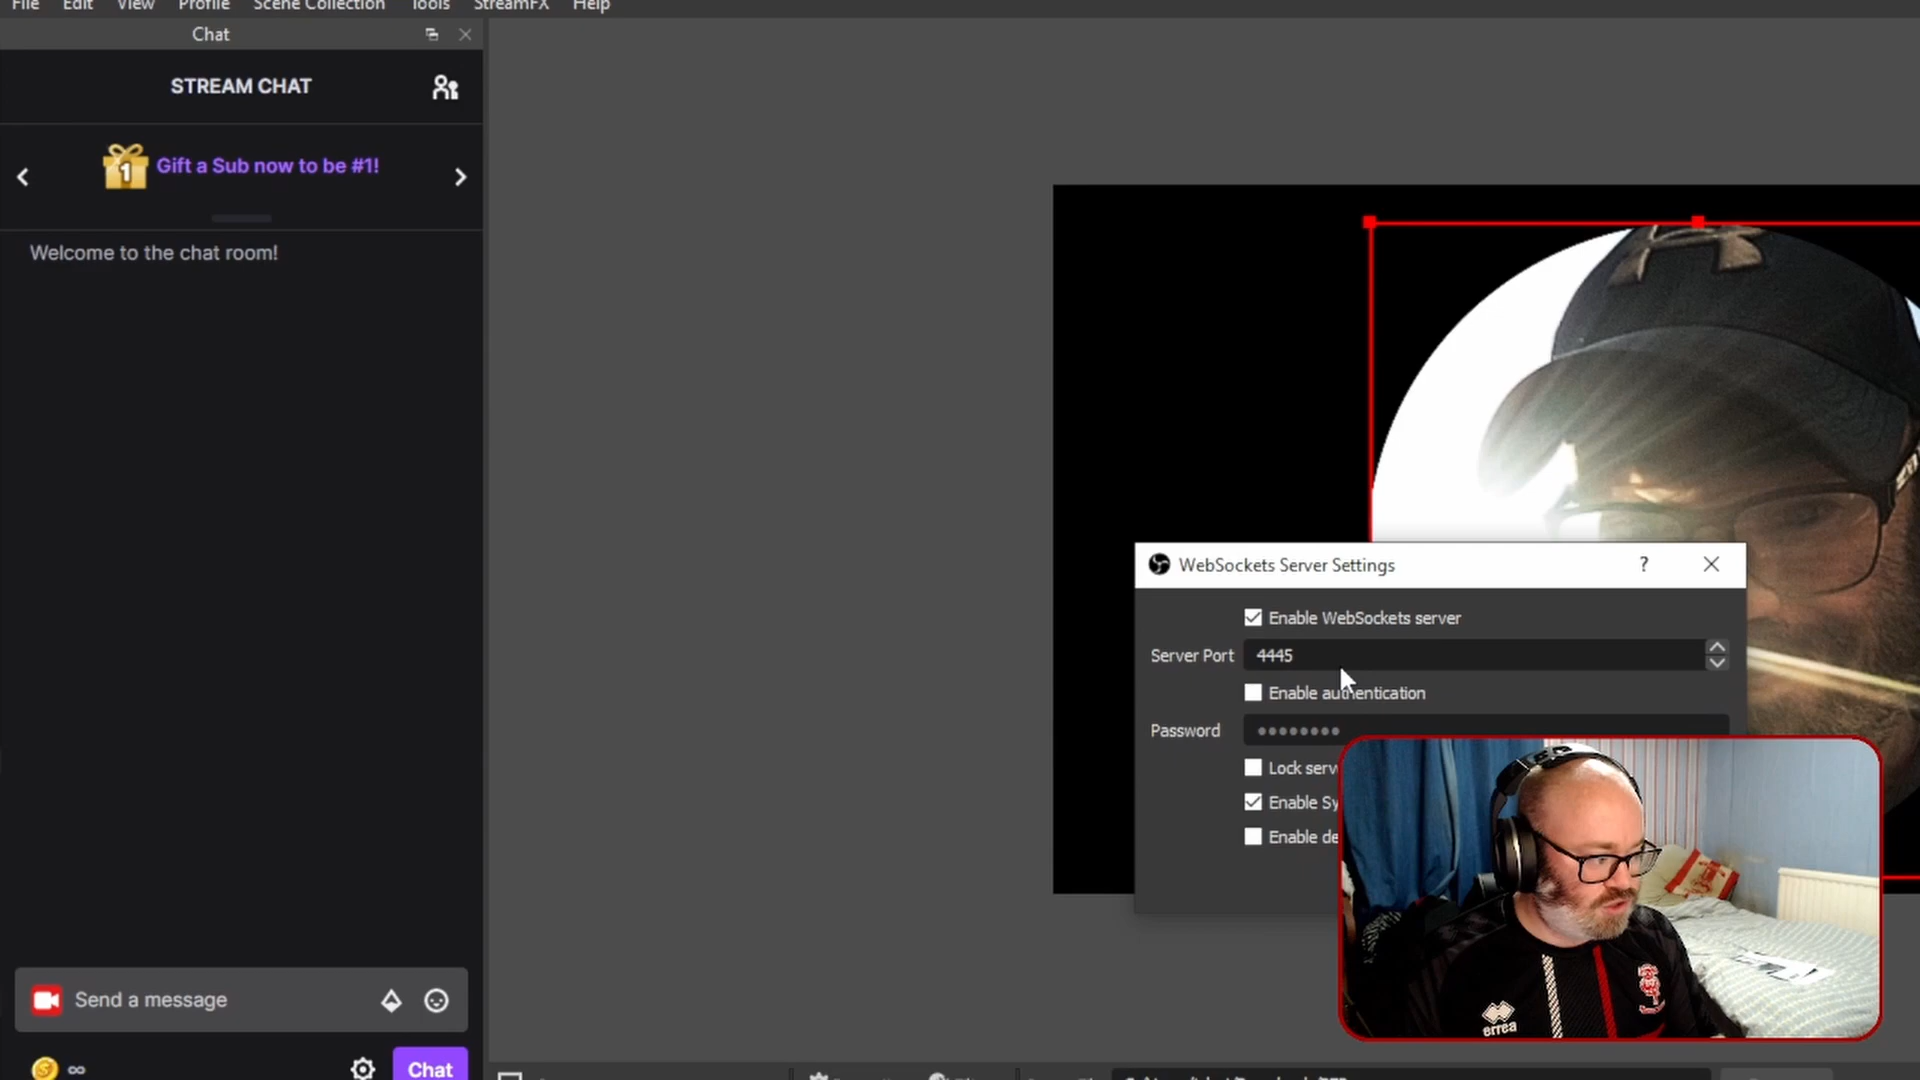 File Edit View Profile Scene Collection Tools StreamFX Help
Chat
STREAM CHAT
1 Gift a Sub now to be #1!
Welcome to the chat room!
WebSockets Server Settings ?
Enable WebSockets server
Server Port 4445
Enable authentication
Password ●●●●●●●●
Lock serv
Enable Sy
Enable de
errea
Send a message
∞ Chat